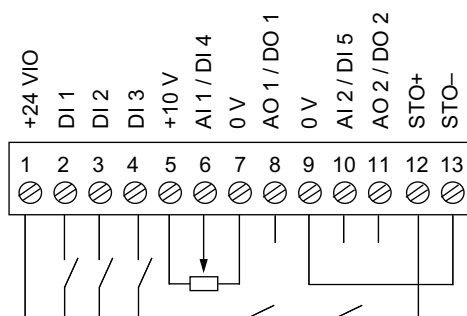 +24 VIO
DI 1
DI 2
DI 3
+10 V
AI 1 / DI 4
0 V
AO 1 / DO 1
0 V
AI 2 / DI 5
AO 2 / DO 2
STO+
STO–
1 2 3 4 5 6 7 8 9 10 11 12 13